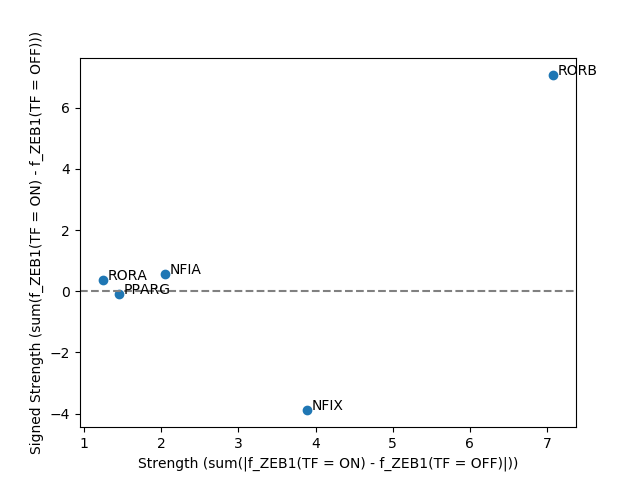 Signed Strength (sum(f_ZEB1(TF = ON) - f_ZEB1(TF = OFF)))
6
4
2
0
−2
−4
RORB
NFIA
RORA
PPARG
NFIX
1 2 3 4 5 6 7
Strength (sum(|f_ZEB1(TF = ON) - f_ZEB1(TF = OFF)|))